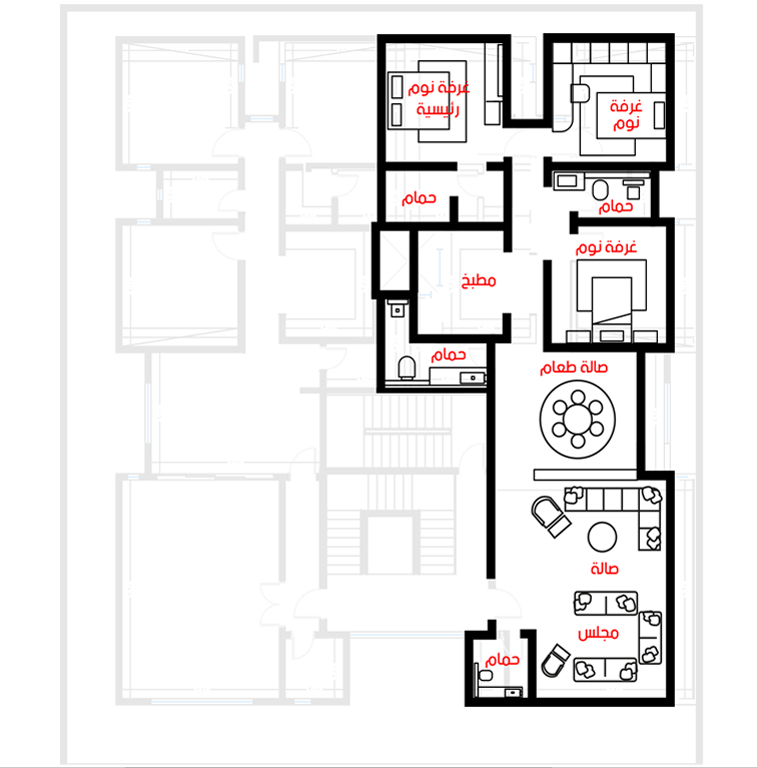 غرفة نوم
رئيسية
غرفة
نوم
حمام
حمام
غرفة نوم
مطبخ
حمام
صالة طعام
صالة
مجلس
حمام